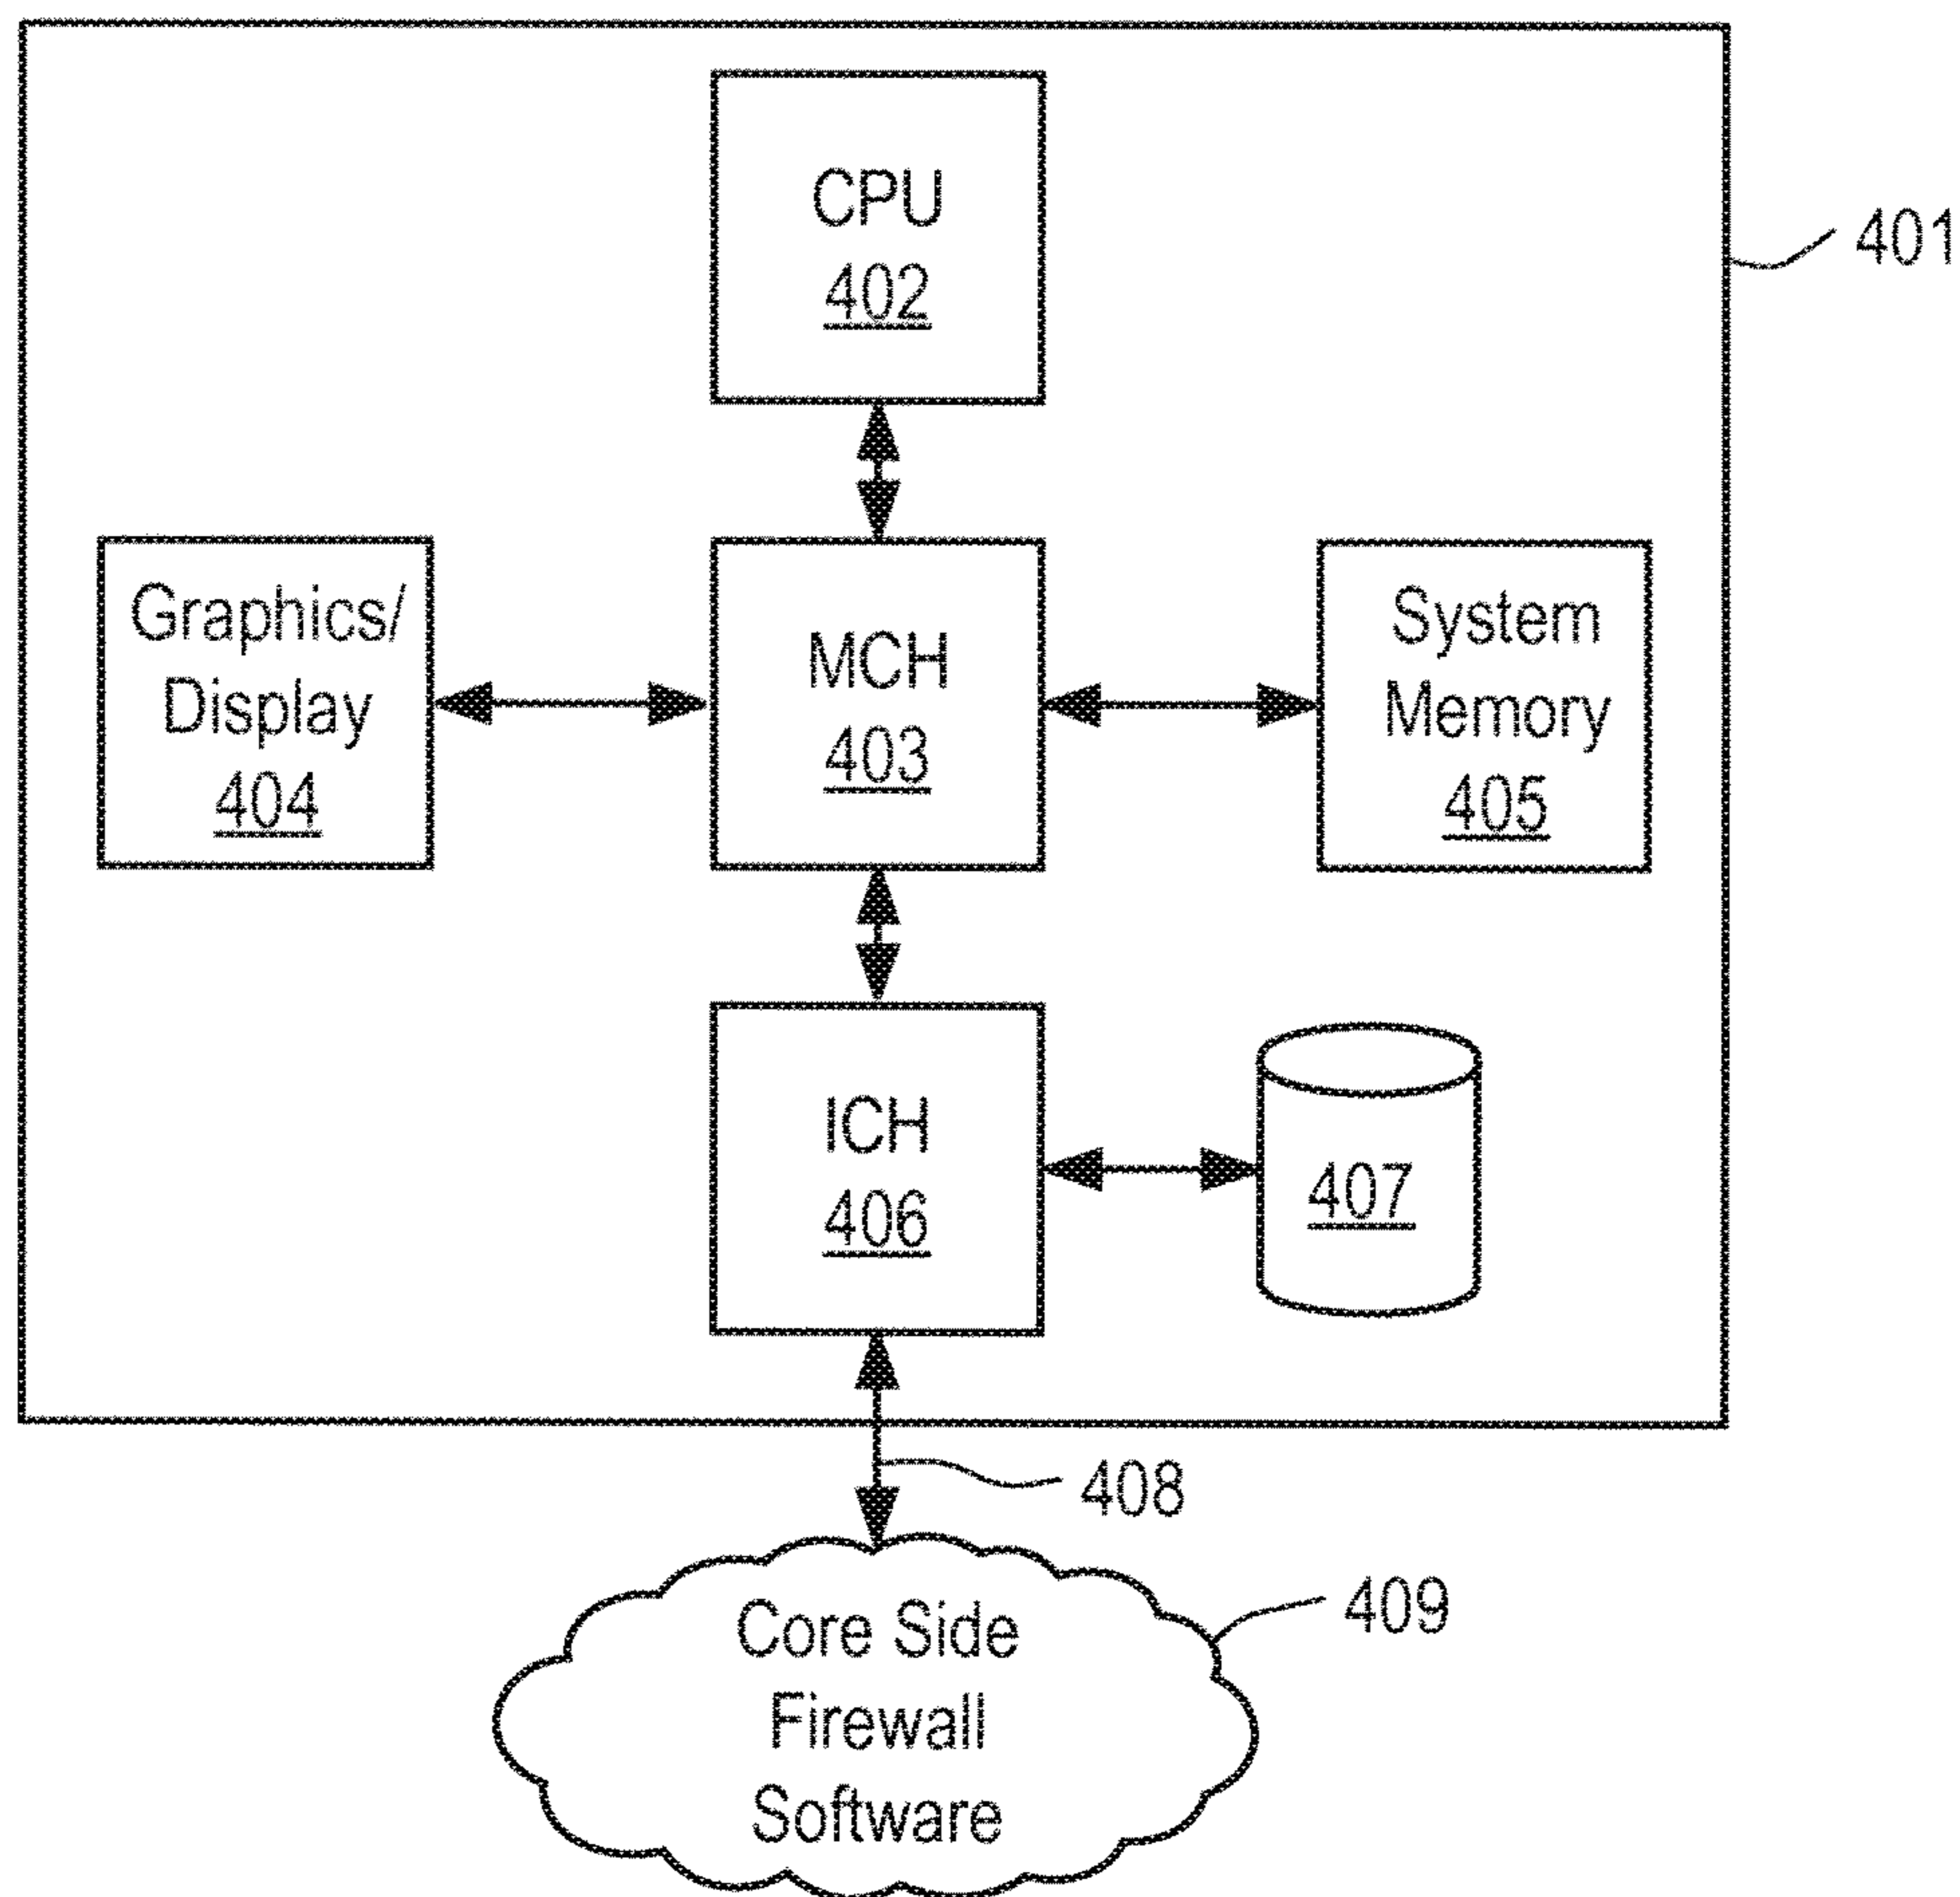 CPU
402
401
Graphics/
Display
404
MCH
403
System
Memory
405
ICH
406
407
408
409
Core Side
Firewall
Software